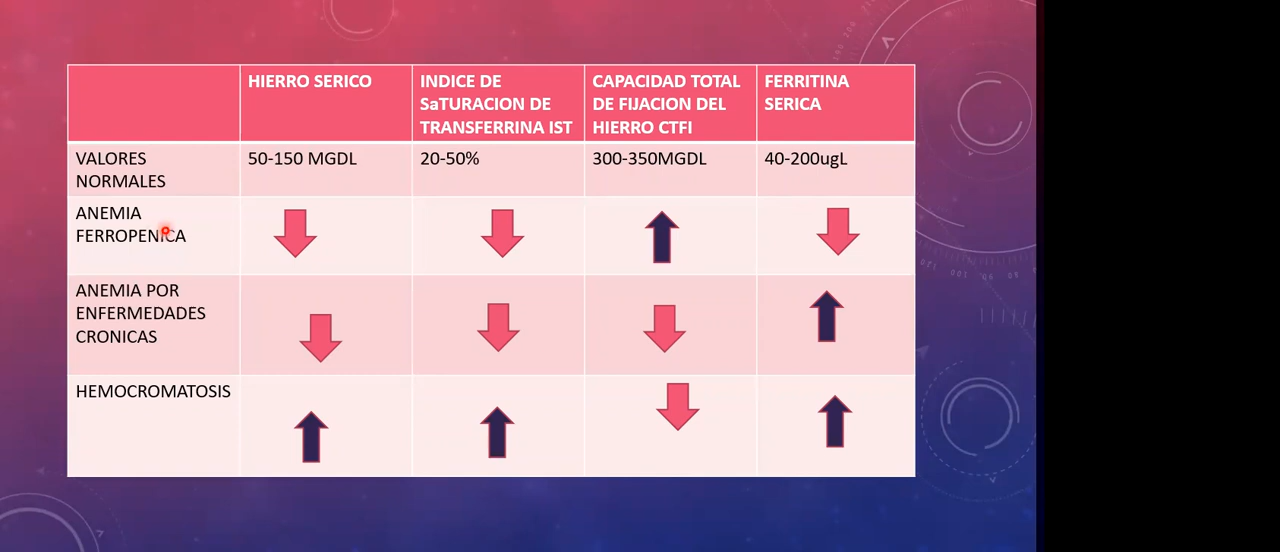 HIERRO SERICO
INDICE DE
SaTURACION DE
TRANSFERRINA IST
CAPACIDAD TOTAL
DE FIJACION DEL
HIERRO CTFI
FERRITINA
SERICA
VALORES
NORMALES
50-150 MGDL
20-50%
300-350MGDL
40-200ugL
ANEMIA
FERROPENICA
ANEMIA POR
ENFERMEDADES
CRONICAS
HEMOCROMATOSIS